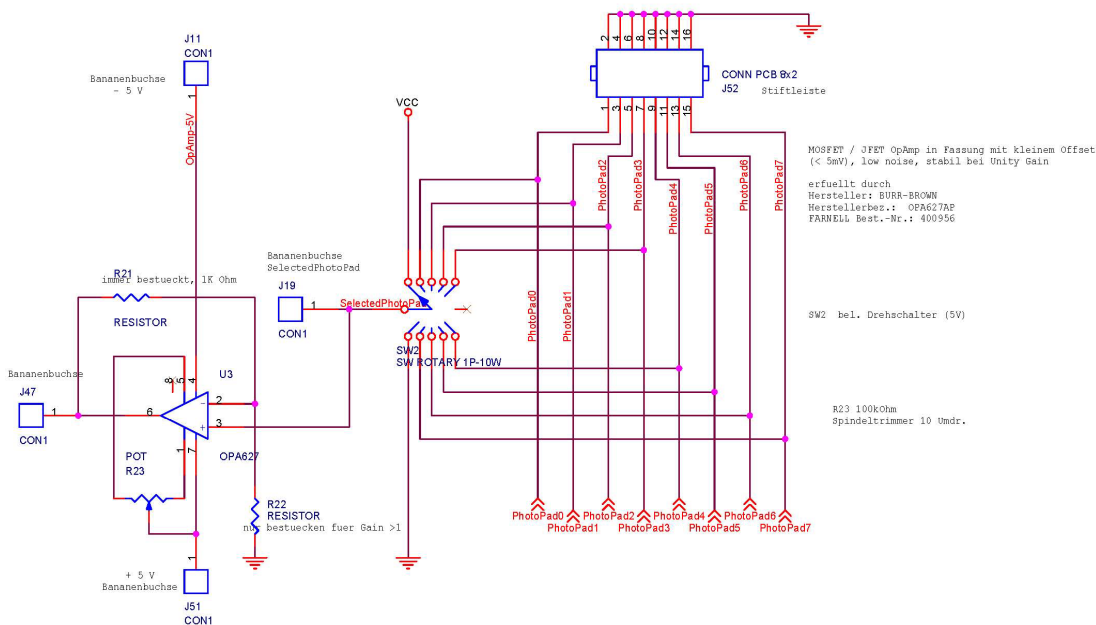 J11
CON1
Bananenbuchse
- 5 V
1
OpAmp-5V
VCC
2
4
6
8
10
12
14
16
CONN PCB 8x2
J52
Stiftleiste
1
3
5
7
9
11
13
15
PhotoPad2
PhotoPad3
PhotoPad4
PhotoPad5
PhotoPad6
PhotoPad7
MOSFET / JFET OpAmp in Fassung mit kleinem Offset
(< 5mV), low noise, stabil bei Unity Gain
erfuellt durch
Hersteller: BURR-BROWN
Herstellerbez.: OPA627AP
FARNELL Best.-Nr.: 400956
Bananenbuchse
SelectedPhotoPad
R21
immer bestueckt, 1K Ohm
RESISTOR
J19
1
CON1
SelectedPhotoPad
PhotoPad0
PhotoPad1
SW2 bel. Drehschalter (5V)
SW2
SW ROTARY 1P-10W
Bananenbuchse
J47
1
CON1
8
5
4
U3
6
2
3
1
7
OPA627
R23 100kOhm
Spindeltrimmer 10 Umdr.
POT
R23
R22
RESISTOR
nur bestuecken fuer Gain >1
PhotoPad0
PhotoPad1
PhotoPad2
PhotoPad3
PhotoPad4
PhotoPad5
PhotoPad6
PhotoPad7
1
+ 5 V
Bananenbuchse
J51
CON1